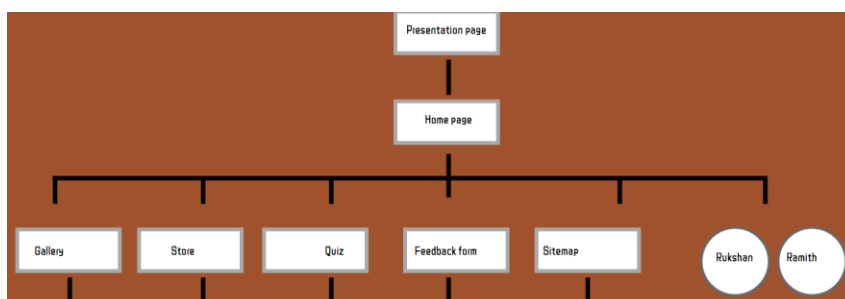 Presentation page
Home page
Gallery
Store
Quiz
Feedback form
Sitemap
Rukshan
Ramith